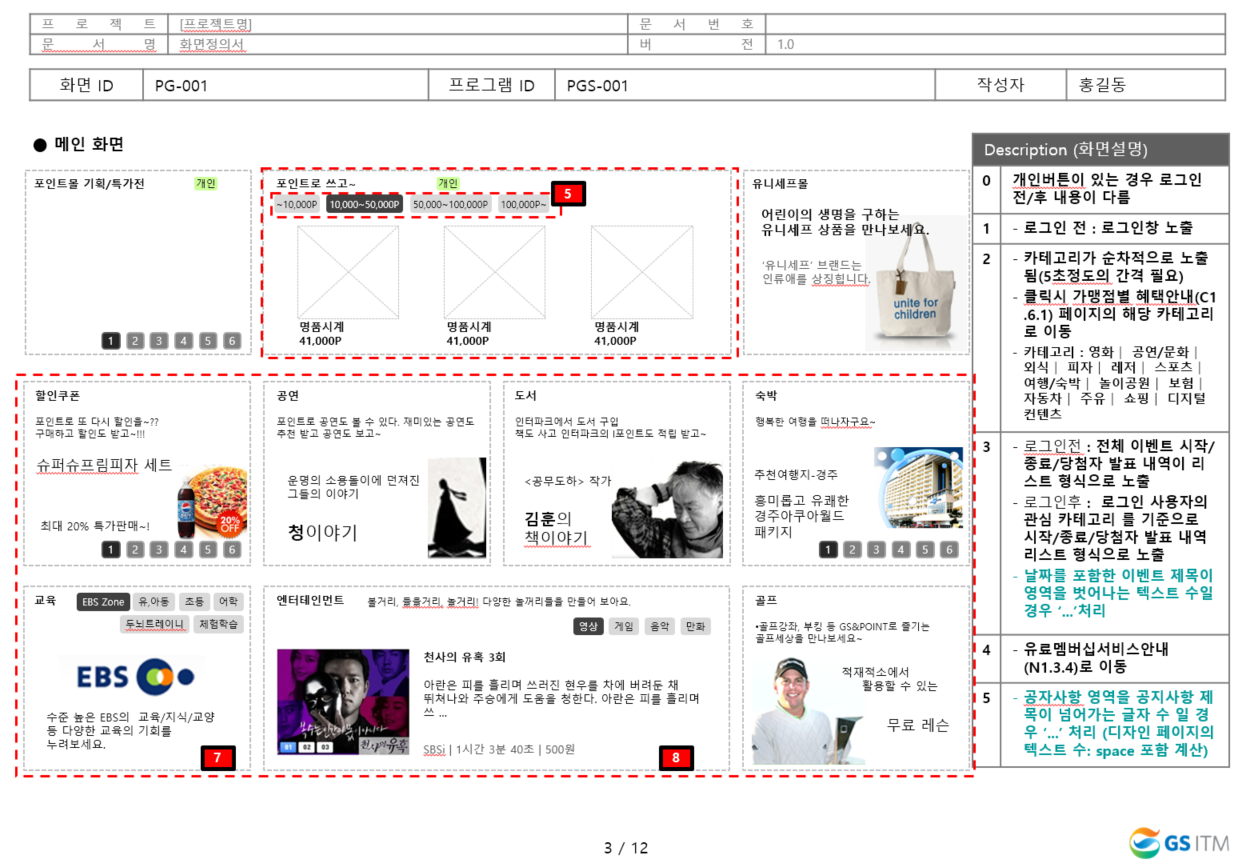 프로젝트 [프로젝트명] 문서번호
문서명 화면정의서 버전 1.0
화면 ID PG-001 프로그램 ID PGS-001 작성자 홍길동
● 메인 화면
포인트몰 기획/특가전 개인
1 2 3 4 5 6
포인트로 쓰고~ 개인
5
~10,000P 10,000~50,000P 50,000~100,000P 100,000P~
명품시계 명품시계 명품시계
41,000P 41,000P 41,000P
유니세프몰
어린이의 생명을 구하는
유니세프 상품을 만나보세요.
'유니세프' 브랜드는
인류애를 상징합니다.
unite for
children
할인쿠폰
포인트로 또 다시 할인을~??
구매하고 할인도 받고~!!!
슈퍼슈프림피자 세트
최대 20% 특가판매~!
20%
OFF
1 2 3 4 5 6
공연
포인트로 공연도 볼 수 있다. 재미있는 공연도
추천 받고 공연도 보고~
운명의 소용돌이에 던져진
그들의 이야기
청이야기
도서
인터파크에서 도서 구입
책도 사고 인터파크의 I포인트도 적립 받고~
<공무도하> 작가
김훈의
책이야기
숙박
행복한 여행을 떠나자구요~
추천여행지-경주
흥미롭고 유쾌한
경주아쿠아월드
패키지
1 2 3 4 5 6
교육 EBS Zone 유,아동 초등 어학
두뇌트레이니 체험학습
EBS
수준 높은 EBS의 교육/지식/교양
등 다양한 교육의 기회를
누려보세요.
7
엔터테인먼트 볼거리, 들을거리, 놀거리! 다양한 놀꺼리들을 만들어 보아요.
영상 게임 음악 만화
천사의 유혹 3회
아란은 피를 흘리며 쓰러진 현우를 차에 버려둔 채
뛰쳐나와 주승에게 도움을 청한다. 아란은 피를 흘리며
쓰 ...
SBSi | 1시간 3분 40초 | 500원
복수는 나만이 아니다
천사의 유혹
01 02 03
8
골프
•골프강좌, 부킹 등 GS&POINT로 즐기는
골프세상을 만나보세요~
적재적소에서
활용할 수 있는
무료 레슨
Description (화면설명)
0 개인버튼이 있는 경우 로그인
전/후 내용이 다름
1 - 로그인 전 : 로그인창 노출
2 - 카테고리가 순차적으로 노출
됨(5초정도의 간격 필요)
- 클릭시 가맹점별 혜택안내(C1
.6.1) 페이지의 해당 카테고리
로 이동
- 카테고리 : 영화 | 공연/문화 |
외식 | 피자 | 레저 | 스포츠 |
여행/숙박 | 놀이공원 | 보험 |
자동차 | 주유 | 쇼핑 | 디지털
컨텐츠
3 - 로그인전 : 전체 이벤트 시작/
종료/당첨자 발표 내역이 리
스트 형식으로 노출
- 로그인후 : 로그인 사용자의
관심 카테고리 를 기준으로
시작/종료/당첨자 발표 내역
리스트 형식으로 노출
- 날짜를 포함한 이벤트 제목이
영역을 벗어나는 텍스트 수일
경우 '...'처리
4 - 유료멤버십서비스안내
(N1.3.4)로 이동
5 - 공자사항 영역을 공지사항 제
목이 넘어가는 글자 수 일 경
우 '...' 처리 (디자인 페이지의
텍스트 수: space 포함 계산)
3 / 12
GS ITM